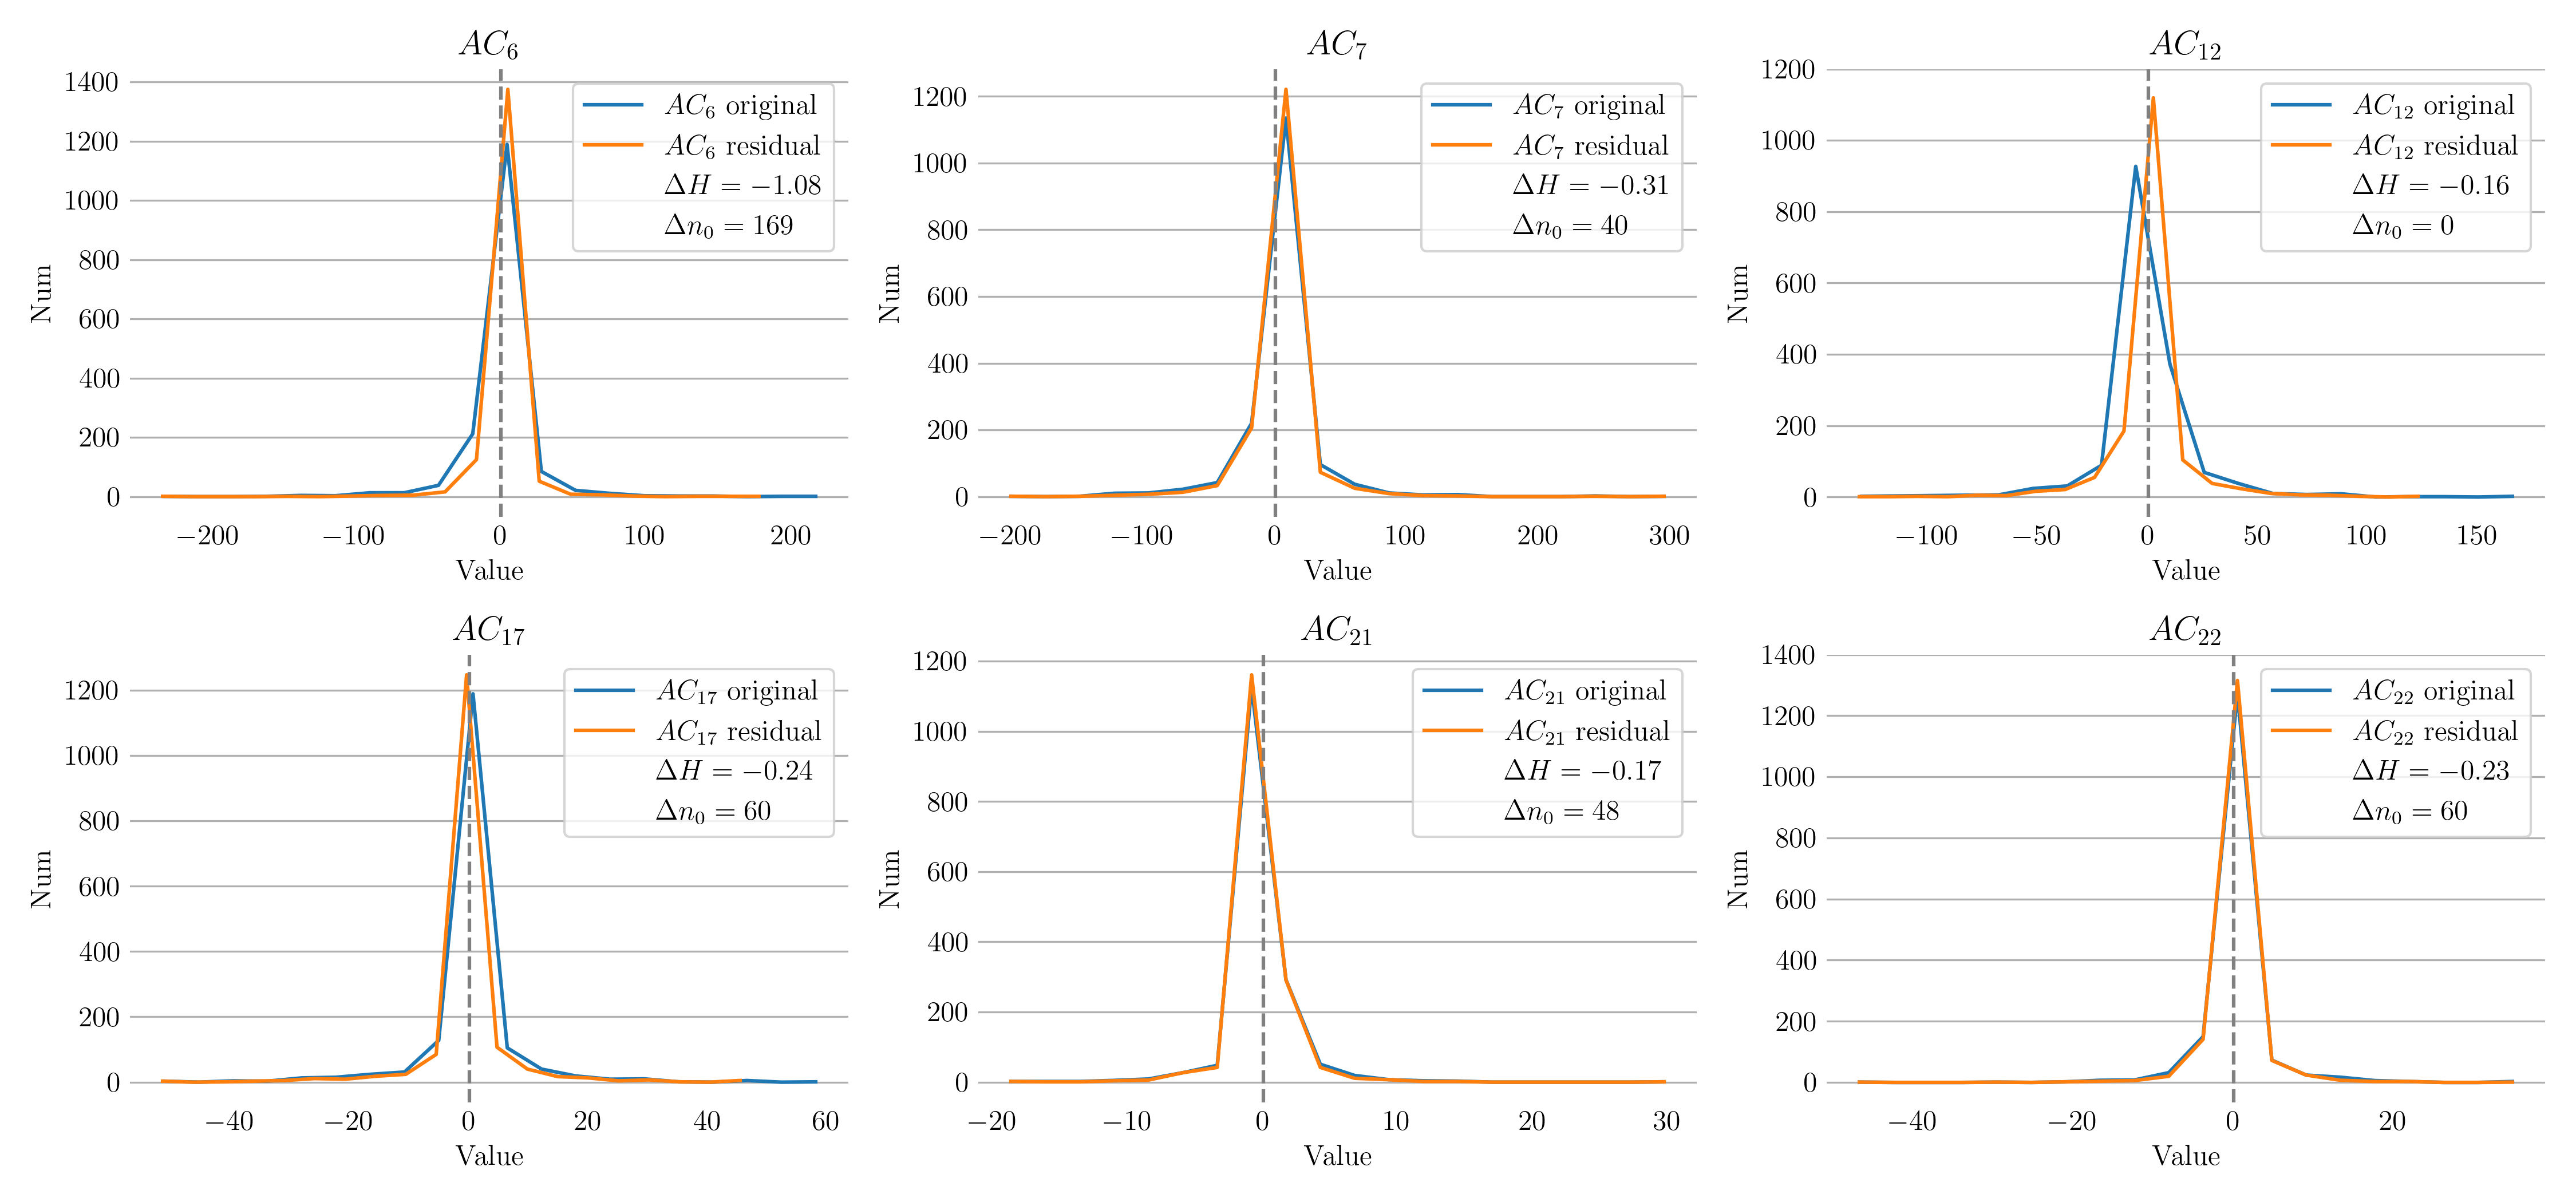 AC₆
1400
1200
1000
800
600
400
200
0
Num
−200 −100 0 100 200
Value
AC₆ original
AC₆ residual
ΔH = −1.08
Δn₀ = 169
AC₇
1200
1000
800
600
400
200
0
Num
−200 −100 0 100 200 300
Value
AC₇ original
AC₇ residual
ΔH = −0.31
Δn₀ = 40
AC₁₂
1200
1000
800
600
400
200
0
Num
−100 −50 0 50 100 150
Value
AC₁₂ original
AC₁₂ residual
ΔH = −0.16
Δn₀ = 0
AC₁₇
1200
1000
800
600
400
200
0
Num
−40 −20 0 20 40 60
Value
AC₁₇ original
AC₁₇ residual
ΔH = −0.24
Δn₀ = 60
AC₂₁
1200
1000
800
600
400
200
0
Num
−20 −10 0 10 20 30
Value
AC₂₁ original
AC₂₁ residual
ΔH = −0.17
Δn₀ = 48
AC₂₂
1400
1200
1000
800
600
400
200
0
Num
−40 −20 0 20
Value
AC₂₂ original
AC₂₂ residual
ΔH = −0.23
Δn₀ = 60